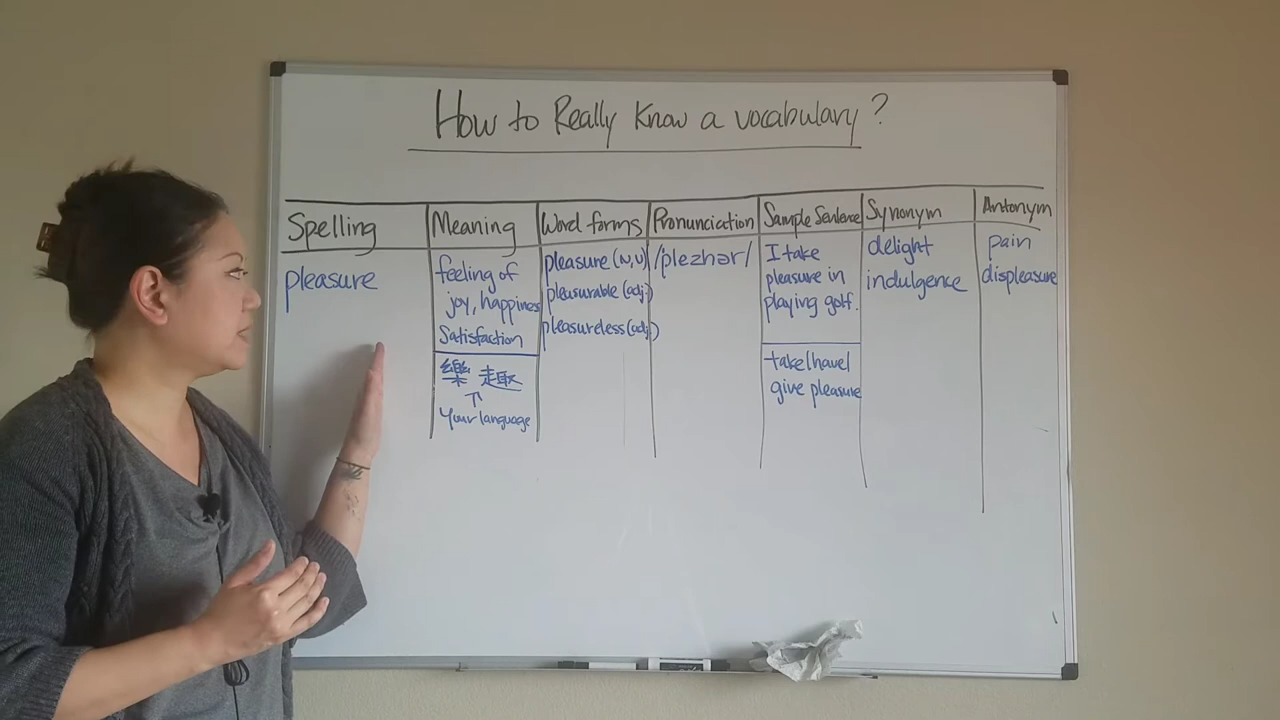 How to Really Know a vocabulary?
Spelling
pleasure
Meaning
feeling of
joy, happines
Satisfaction
樂 趣
↑
your language
Word forms
pleasure (n,v)
pleasurable (adj)
pleasureless (adj)
Pronunciation
/plezhər/
Sample Sentence
I take
pleasure in
playing golf.
take/have/
give pleasure
Synonym
delight
indulgence
Antonym
pain
displeasure